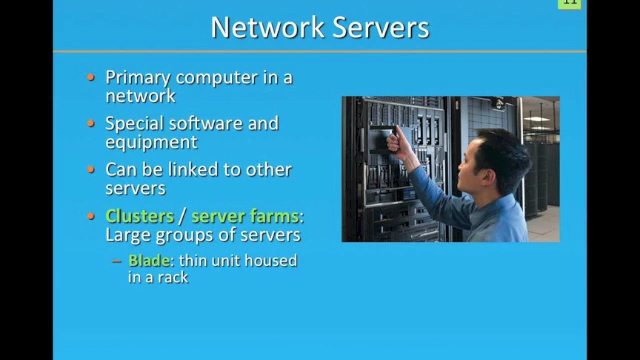 11
Network Servers
• Primary computer in a
network
• Special software and
equipment
• Can be linked to other
servers
• Clusters / server farms:
Large groups of servers
– Blade: thin unit housed
in a rack